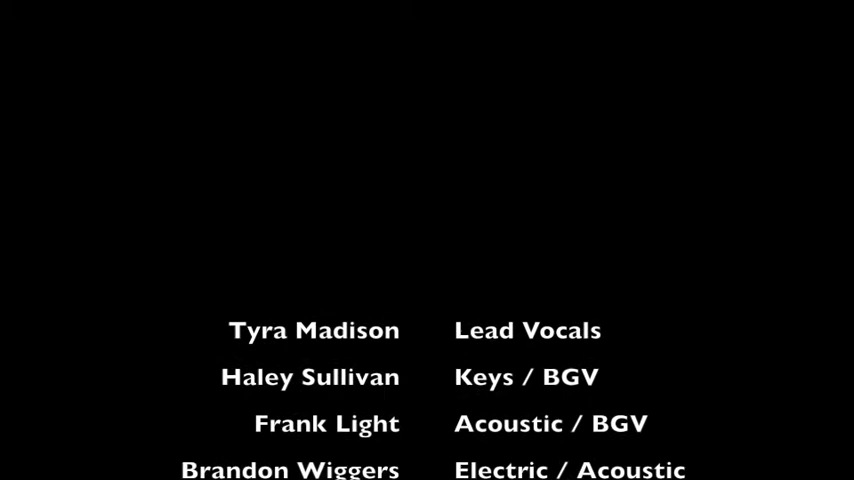 Tyra Madison Lead Vocals
Haley Sullivan Keys / BGV
Frank Light Acoustic / BGV
Brandon Wiggers Electric / Acoustic